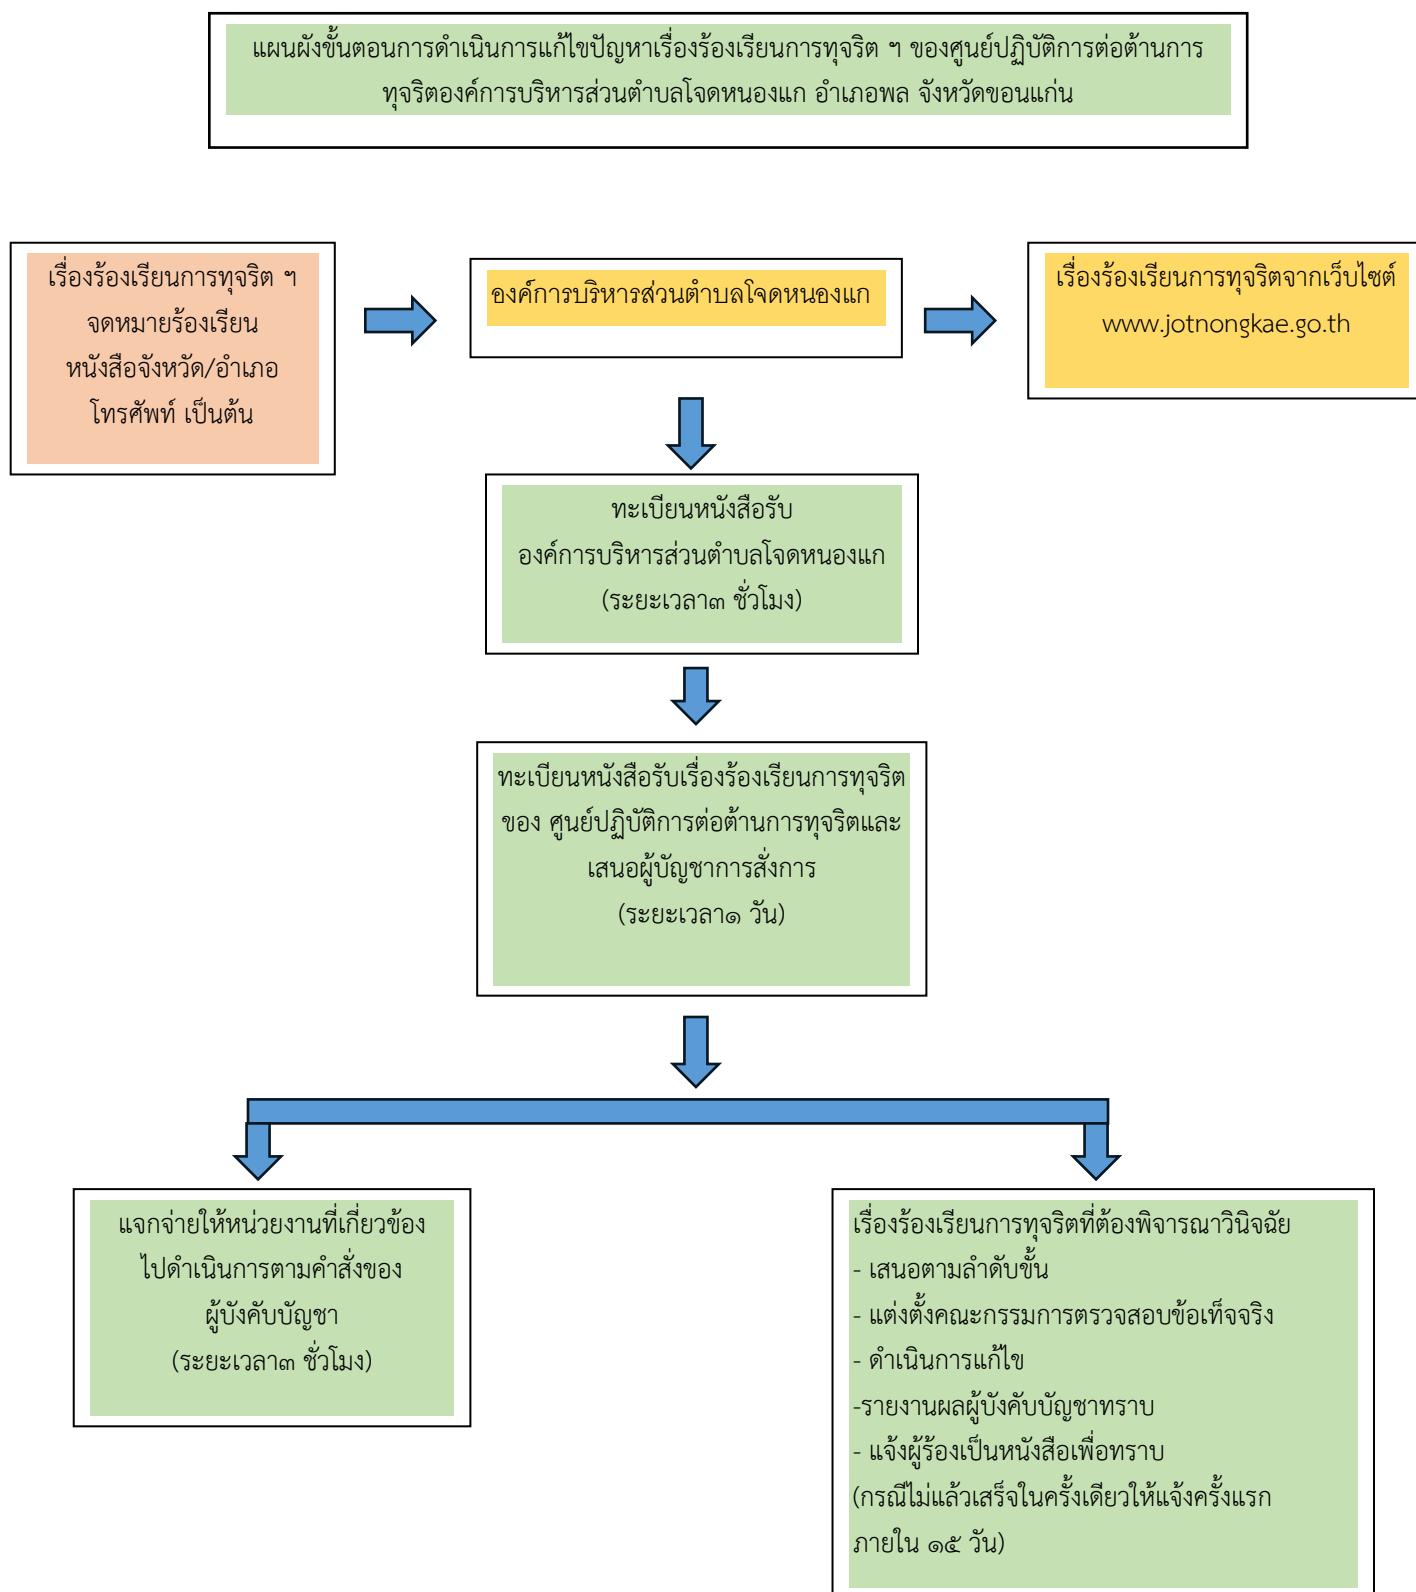 แผนผังขั้นตอนการดำเนินการแก้ไขปัญหาเรื่องร้องเรียนการทุจริต ฯ ของศูนย์ปฏิบัติการต่อต้านการ
ทุจริตองค์การบริหารส่วนตำบลโจดหนองแก อำเภอพล จังหวัดขอนแก่น
เรื่องร้องเรียนการทุจริต ฯ
จดหมายร้องเรียน
หนังสือจังหวัด/อำเภอ
โทรศัพท์ เป็นต้น
องค์การบริหารส่วนตำบลโจดหนองแก
เรื่องร้องเรียนการทุจริตจากเว็บไซต์
www.jotnongkae.go.th
ทะเบียนหนังสือรับ
องค์การบริหารส่วนตำบลโจดหนองแก
(ระยะเวลา๓ ชั่วโมง)
ทะเบียนหนังสือรับเรื่องร้องเรียนการทุจริต
ของ ศูนย์ปฏิบัติการต่อต้านการทุจริตและ
เสนอผู้บัญชาการสั่งการ
(ระยะเวลา๑ วัน)
แจกจ่ายให้หน่วยงานที่เกี่ยวข้อง
ไปดำเนินการตามคำสั่งของ
ผู้บังคับบัญชา
(ระยะเวลา๓ ชั่วโมง)
เรื่องร้องเรียนการทุจริตที่ต้องพิจารณาวินิจฉัย
- เสนอตามลำดับขั้น
- แต่งตั้งคณะกรรมการตรวจสอบข้อเท็จจริง
- ดำเนินการแก้ไข
-รายงานผลผู้บังคับบัญชาทราบ
- แจ้งผู้ร้องเป็นหนังสือเพื่อทราบ
(กรณีไม่แล้วเสร็จในครั้งเดียวให้แจ้งครั้งแรก
ภายใน ๑๕ วัน)